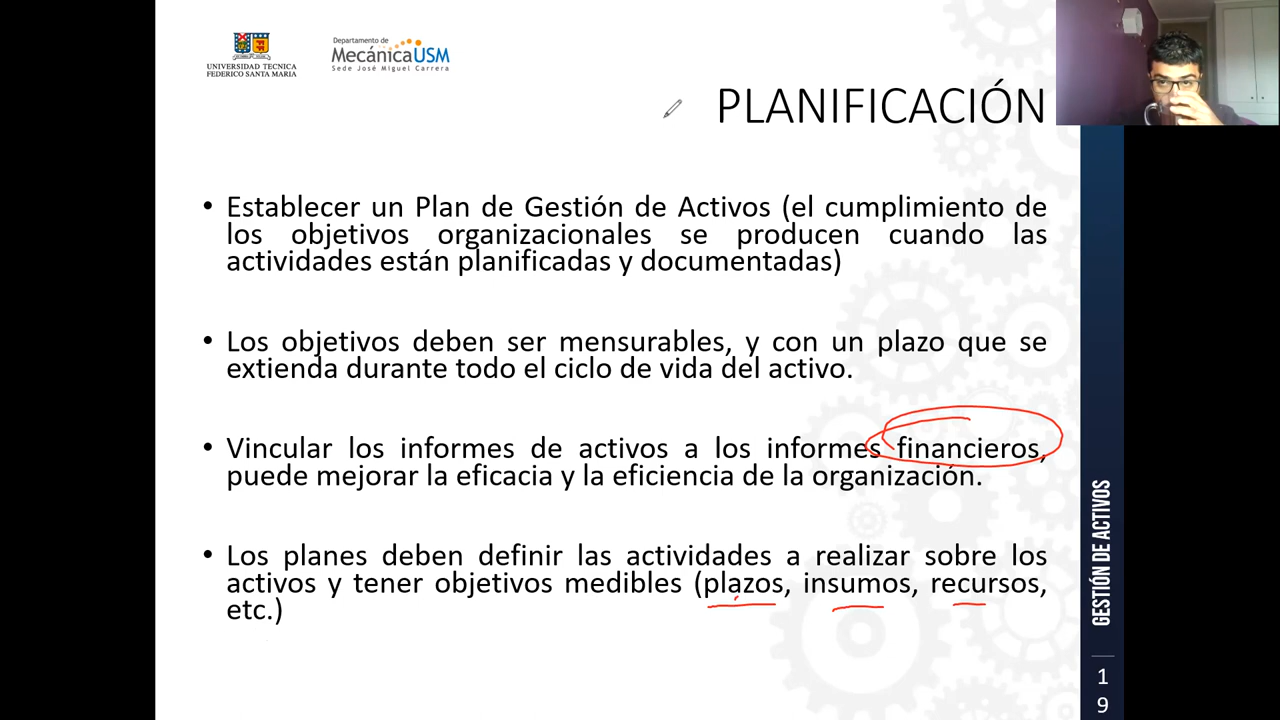 UNIVERSIDAD TECNICA
FEDERICO SANTA MARIA
Departamento de
MecánicaUSM
Sede José Miguel Carrera
PLANIFICACIÓN
• Establecer un Plan de Gestión de Activos (el cumplimiento de
los objetivos organizacionales se producen cuando las
actividades están planificadas y documentadas)
• Los objetivos deben ser mensurables, y con un plazo que se
extienda durante todo el ciclo de vida del activo.
• Vincular los informes de activos a los informes financieros,
puede mejorar la eficacia y la eficiencia de la organización.
• Los planes deben definir las actividades a realizar sobre los
activos y tener objetivos medibles (plazos, insumos, recursos,
etc.)
GESTIÓN DE ACTIVOS
1
9